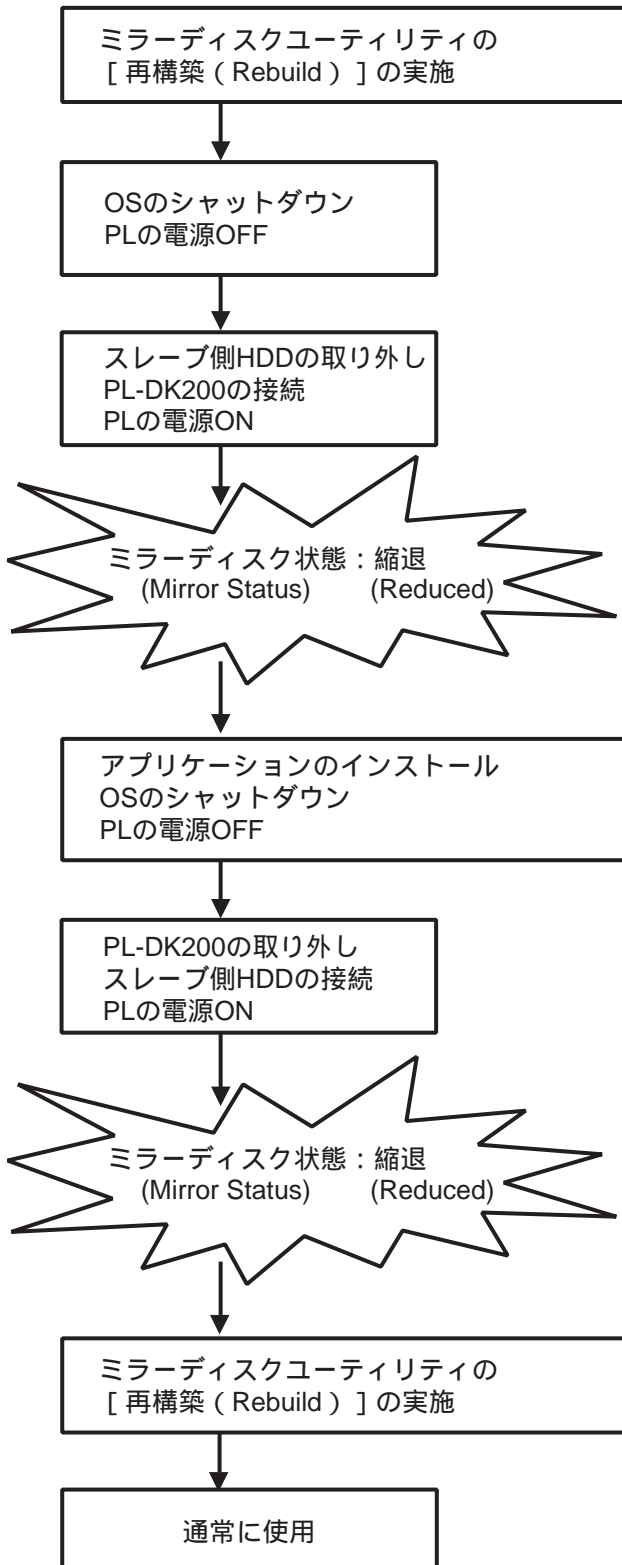 ミラーディスクユーティリティの
[ 再構築 ( Rebuild ) ] の実施
OSのシャットダウン
PLの電源OFF
スレーブ側HDDの取り外し
PL-DK200の接続
PLの電源ON
ミラーディスク状態：縮退
(Mirror Status) (Reduced)
アプリケーションのインストール
OSのシャットダウン
PLの電源OFF
PL-DK200の取り外し
スレーブ側HDDの接続
PLの電源ON
ミラーディスク状態：縮退
(Mirror Status) (Reduced)
ミラーディスクユーティリティの
[ 再構築 ( Rebuild ) ] の実施
通常に使用